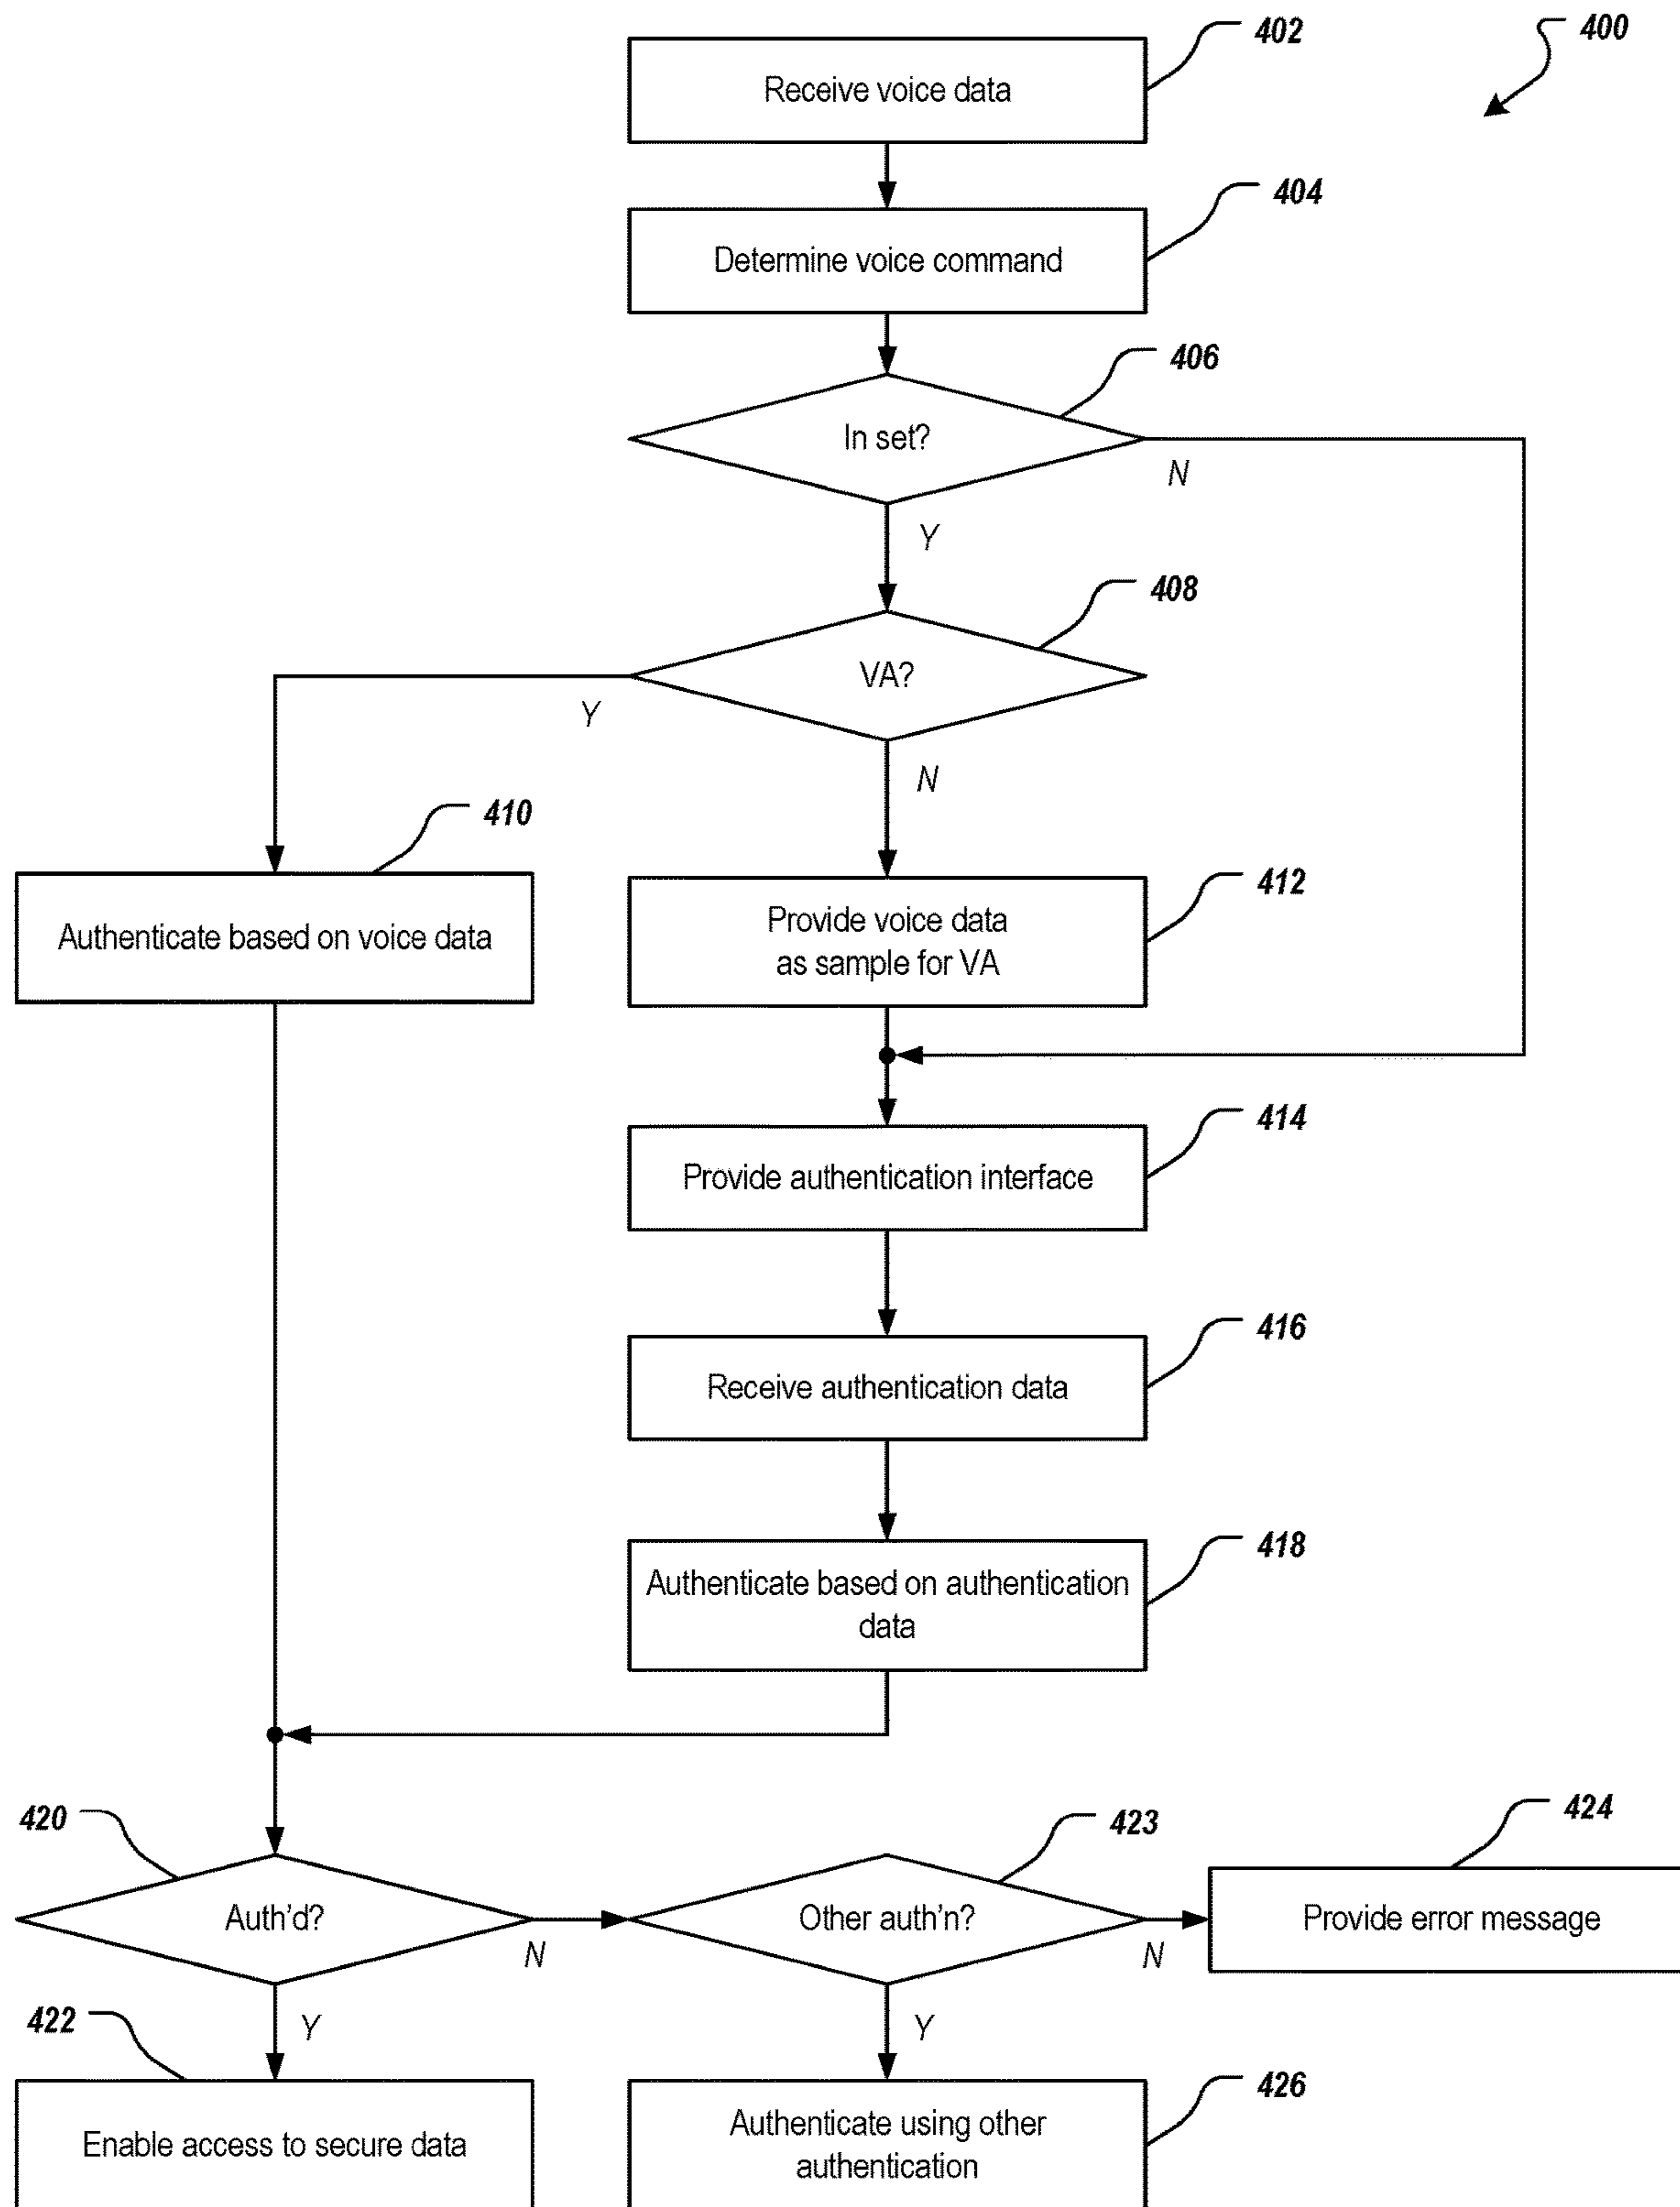 402
400
Receive voice data
404
Determine voice command
406
In set?
N
Y
408
VA?
Y
N
410
412
Authenticate based on voice data
Provide voice data
as sample for VA
414
Provide authentication interface
416
Receive authentication data
418
Authenticate based on authentication
data
420
423
424
Auth'd?
N
Other auth'n?
N
Provide error message
422
Y
Y
426
Enable access to secure data
Authenticate using other
authentication